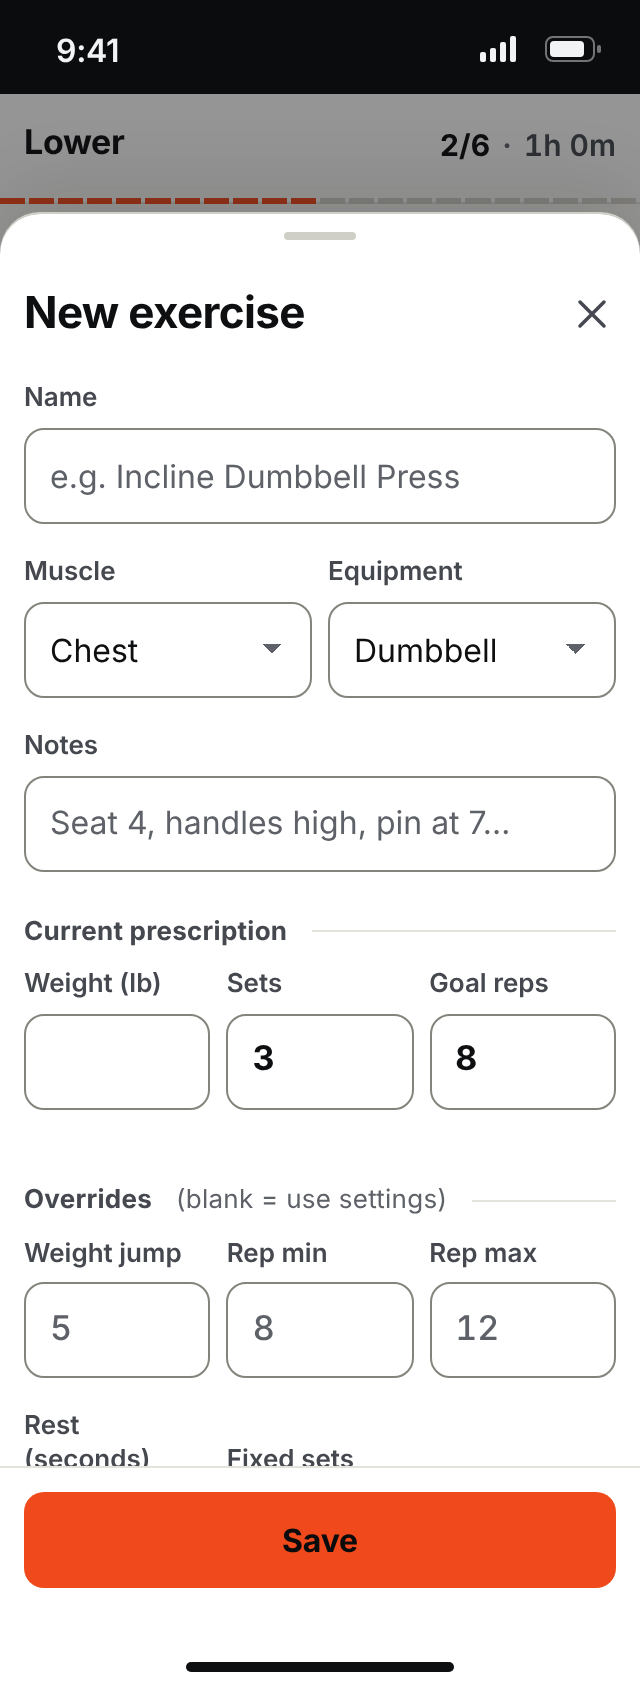 9:41
Lower
2/6 · 1h 0m
New exercise
Name
e.g. Incline Dumbbell Press
Muscle
Equipment
Chest
Dumbbell
Notes
Seat 4, handles high, pin at 7...
Current prescription
Weight (lb)
Sets
Goal reps
3
8
Overrides (blank = use settings)
Weight jump
Rep min
Rep max
5
8
12
Rest
(seconds)
Fixed sets
Save